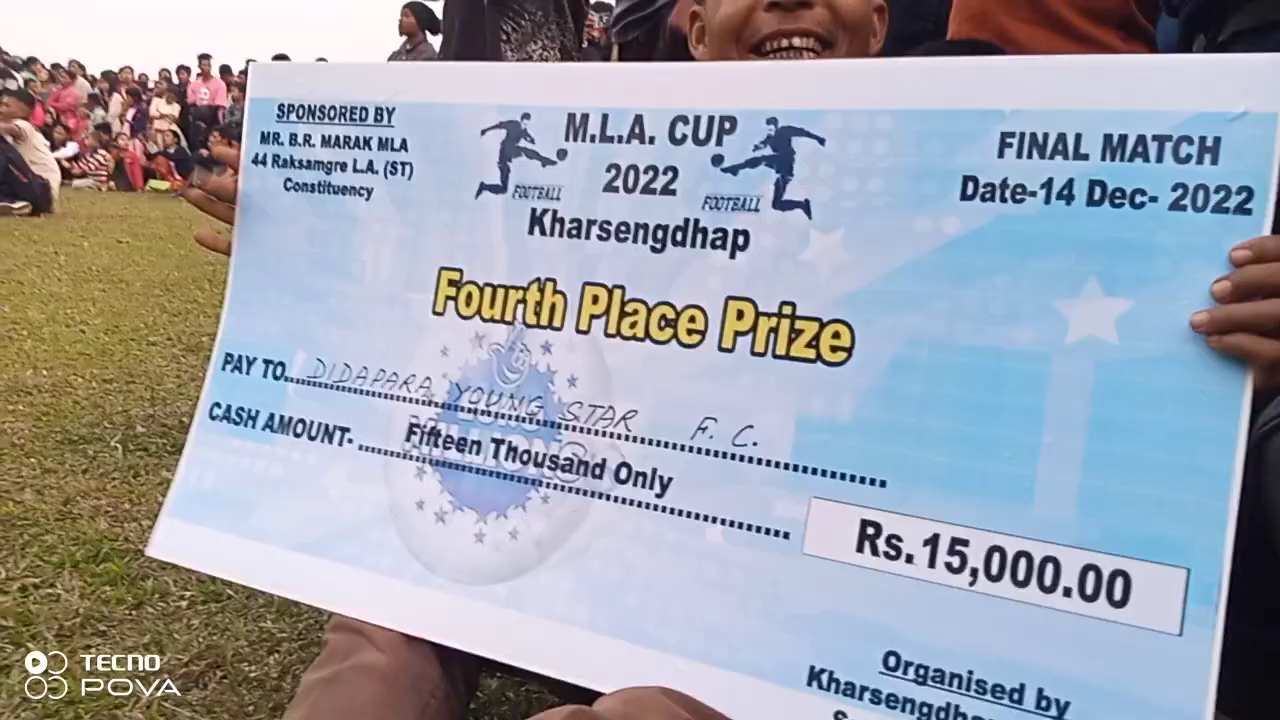 SPONSORED BY
MR. B.R. MARAK MLA
44 Raksamgre L.A. (ST)
Constituency
M.L.A. CUP
2022
FOOTBALL
FOOTBALL
Kharsengdhap
FINAL MATCH
Date-14 Dec- 2022
Fourth Place Prize
PAY TO DIDAPARA YOUNG STAR F.C.
CASH AMOUNT- Fifteen Thousand Only
Rs.15,000.00
Organised by
TECNO
POVA